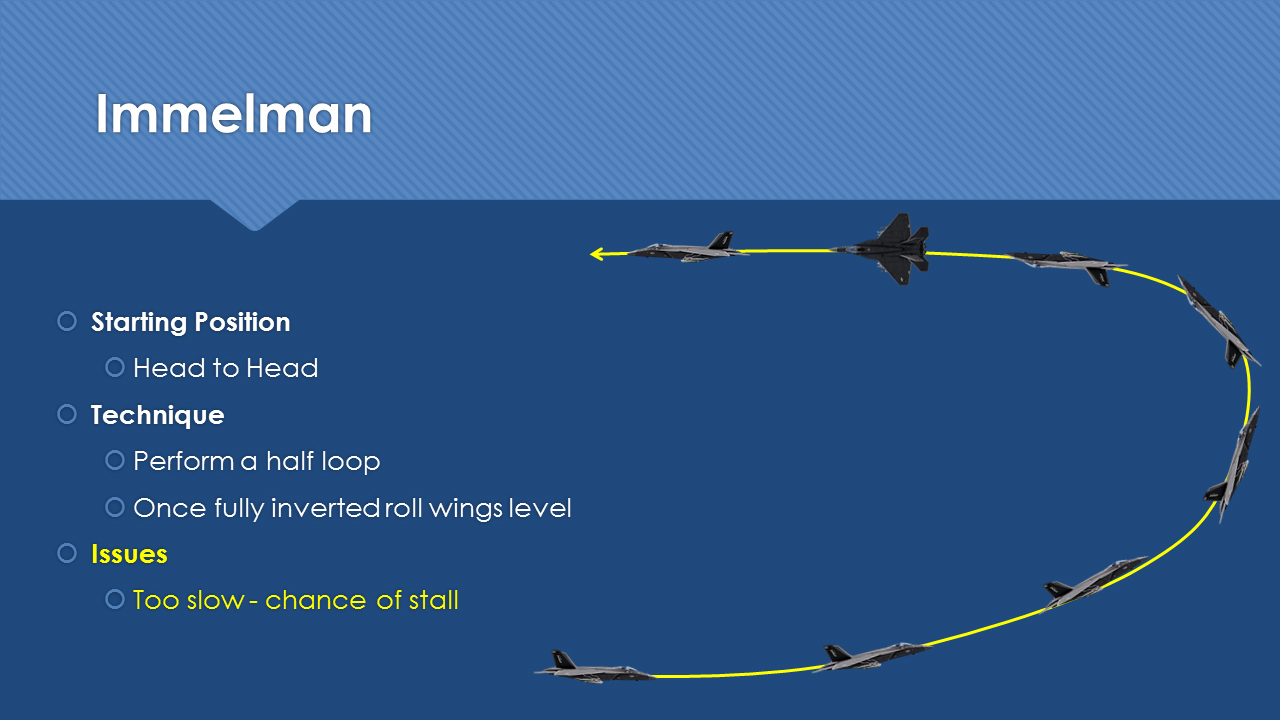 Immelman
Starting Position
Head to Head
Technique
Perform a half loop
Once fully inverted roll wings level
Issues
Too slow - chance of stall